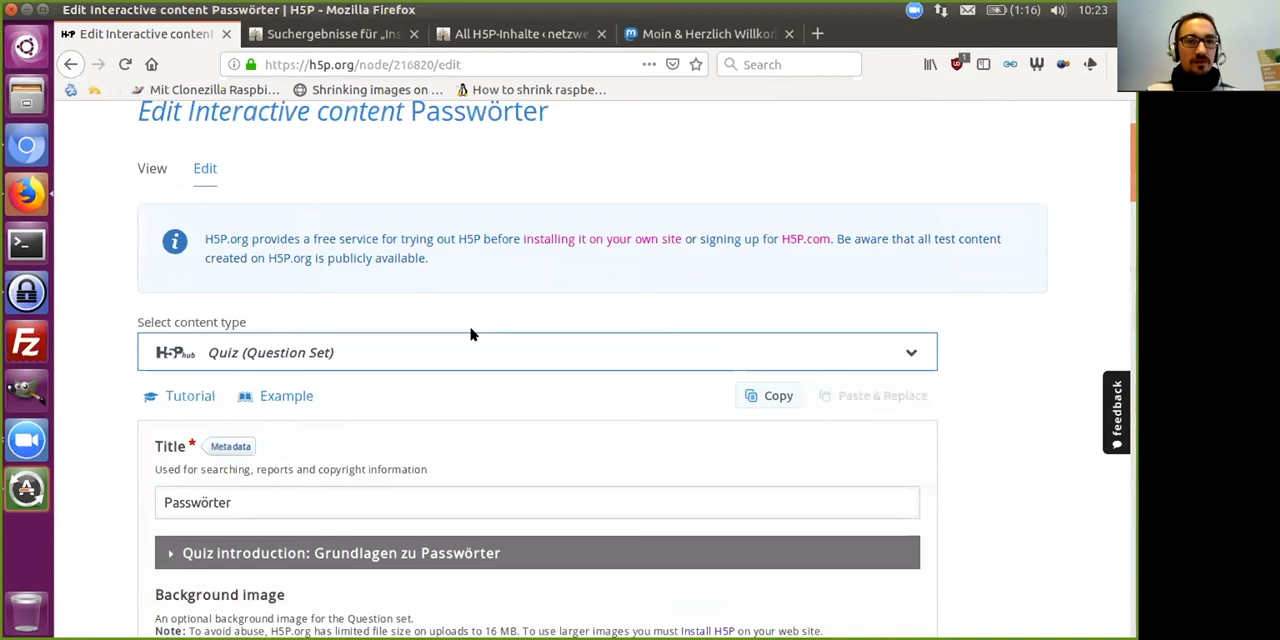 Edit Interactive content Passwörter | H5P - Mozilla Firefox
(1:16) 10:23
H-P Edit Interactive content
Suchergebnisse für „Ins
All H5P-Inhalte ‹ netzwe
Moin & Herzlich Willkor
https://h5p.org/node/216820/edit
Search
Mit Clonezilla Raspbi...
Shrinking images on ...
How to shrink raspbe...
Edit Interactive content Passwörter
View
Edit
H5P.org provides a free service for trying out H5P before installing it on your own site or signing up for H5P.com. Be aware that all test content
created on H5P.org is publicly available.
Select content type
H5P hub Quiz (Question Set)
Tutorial
Example
Copy
Paste & Replace
Title * Metadata
Used for searching, reports and copyright information
Passwörter
Quiz introduction: Grundlagen zu Passwörter
Background image
An optional background image for the Question set.
Note: To avoid abuse, H5P.org has limited file size on uploads to 16 MB. To use larger images you must Install H5P on your web site.
feedback